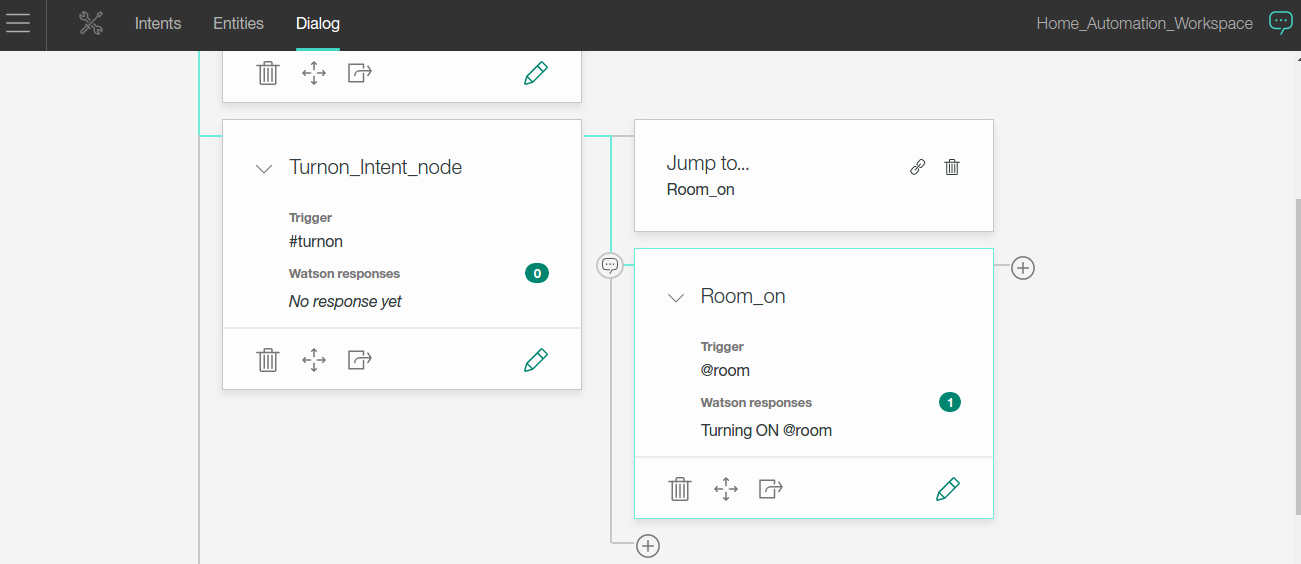 Intents Entities Dialog Home_Automation_Workspace
Turnon_Intent_node
Trigger
#turnon
Watson responses 0
No response yet
Jump to...
Room_on
Room_on
Trigger
@room
Watson responses 1
Turning ON @room